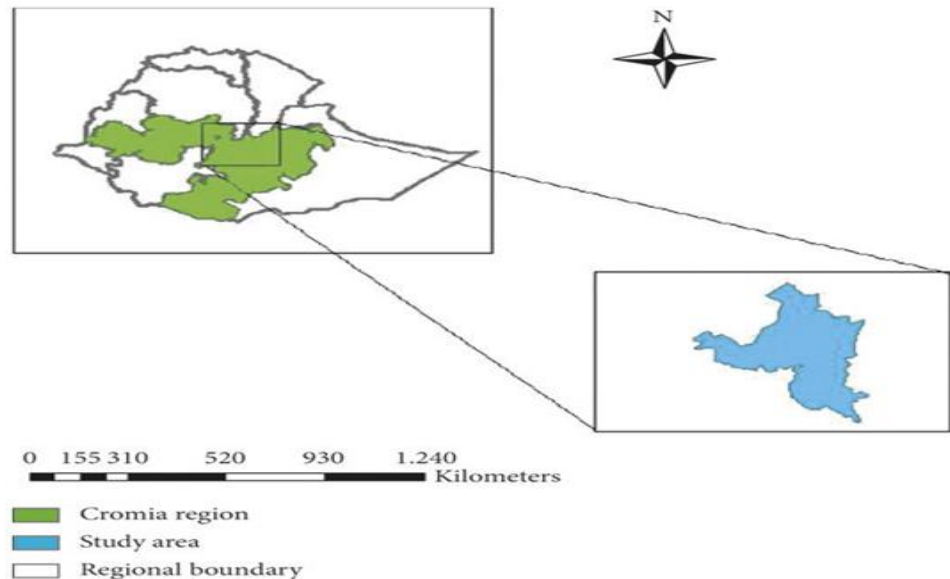 N
0 155 310 520 930 1.240
Kilometers
Cromia region
Study area
Regional boundary